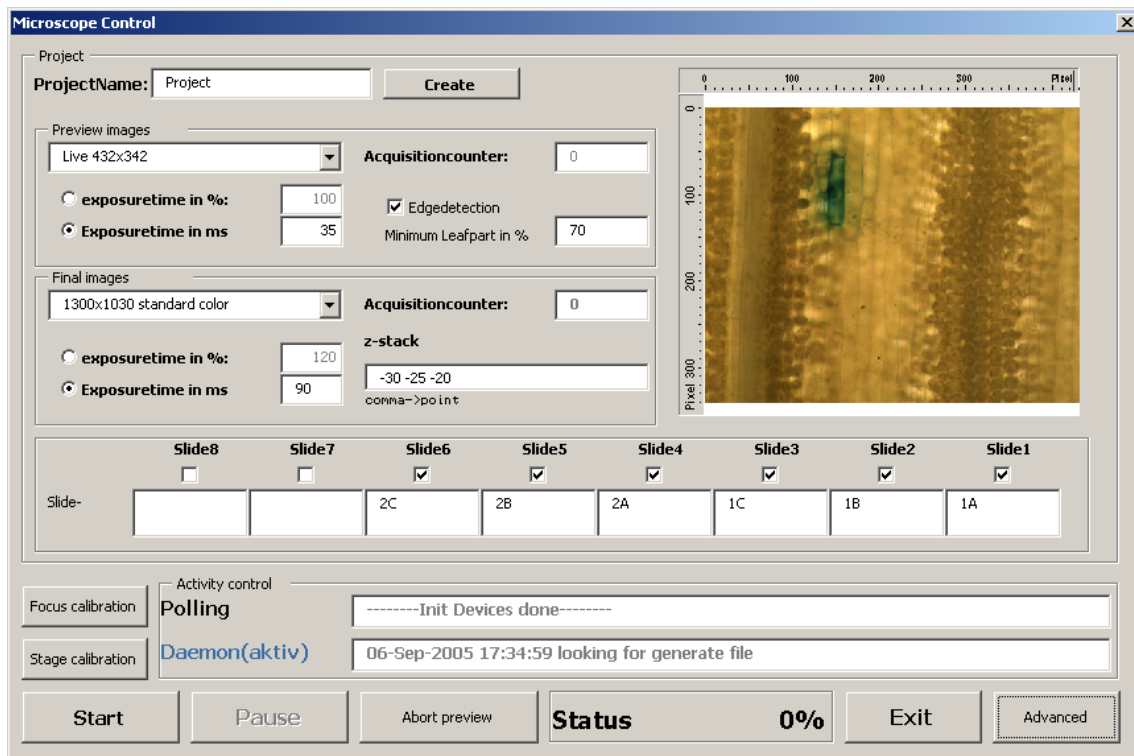 Microscope Control
Project
ProjectName: Project Create
0 100 200 300 Pixel
0
100
200
Pixel 300
Preview images
Live 432x342 Acquisitioncounter: 0
exposuretime in %: 100 Edgedetection
Exposuretime in ms 35 Minimum Leafpart in % 70
Final images
1300x1030 standard color Acquisitioncounter: 0
exposuretime in %: 120 z-stack
Exposuretime in ms 90 -30 -25 -20
comma->point
Slide8 Slide7 Slide6 Slide5 Slide4 Slide3 Slide2 Slide1
Slide- 2C 2B 2A 1C 1B 1A
Activity control
Focus calibration Polling --------Init Devices done--------
Stage calibration Daemon(aktiv) 06-Sep-2005 17:34:59 looking for generate file
Start Pause Abort preview Status 0% Exit Advanced